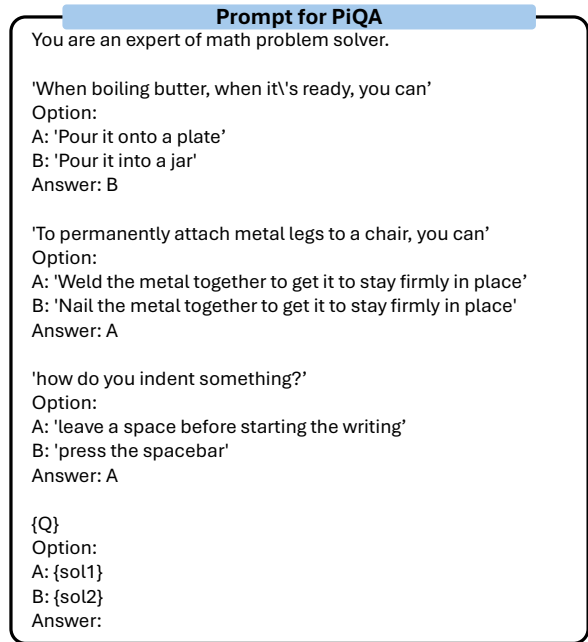 Prompt for PiQA
You are an expert of math problem solver.
'When boiling butter, when it\'s ready, you can’
Option:
A: 'Pour it onto a plate’
B: 'Pour it into a jar'
Answer: B
'To permanently attach metal legs to a chair, you can’
Option:
A: 'Weld the metal together to get it to stay firmly in place’
B: 'Nail the metal together to get it to stay firmly in place'
Answer: A
'how do you indent something?’
Option:
A: 'leave a space before starting the writing’
B: 'press the spacebar'
Answer: A
{Q}
Option:
A: {sol1}
B: {sol2}
Answer: